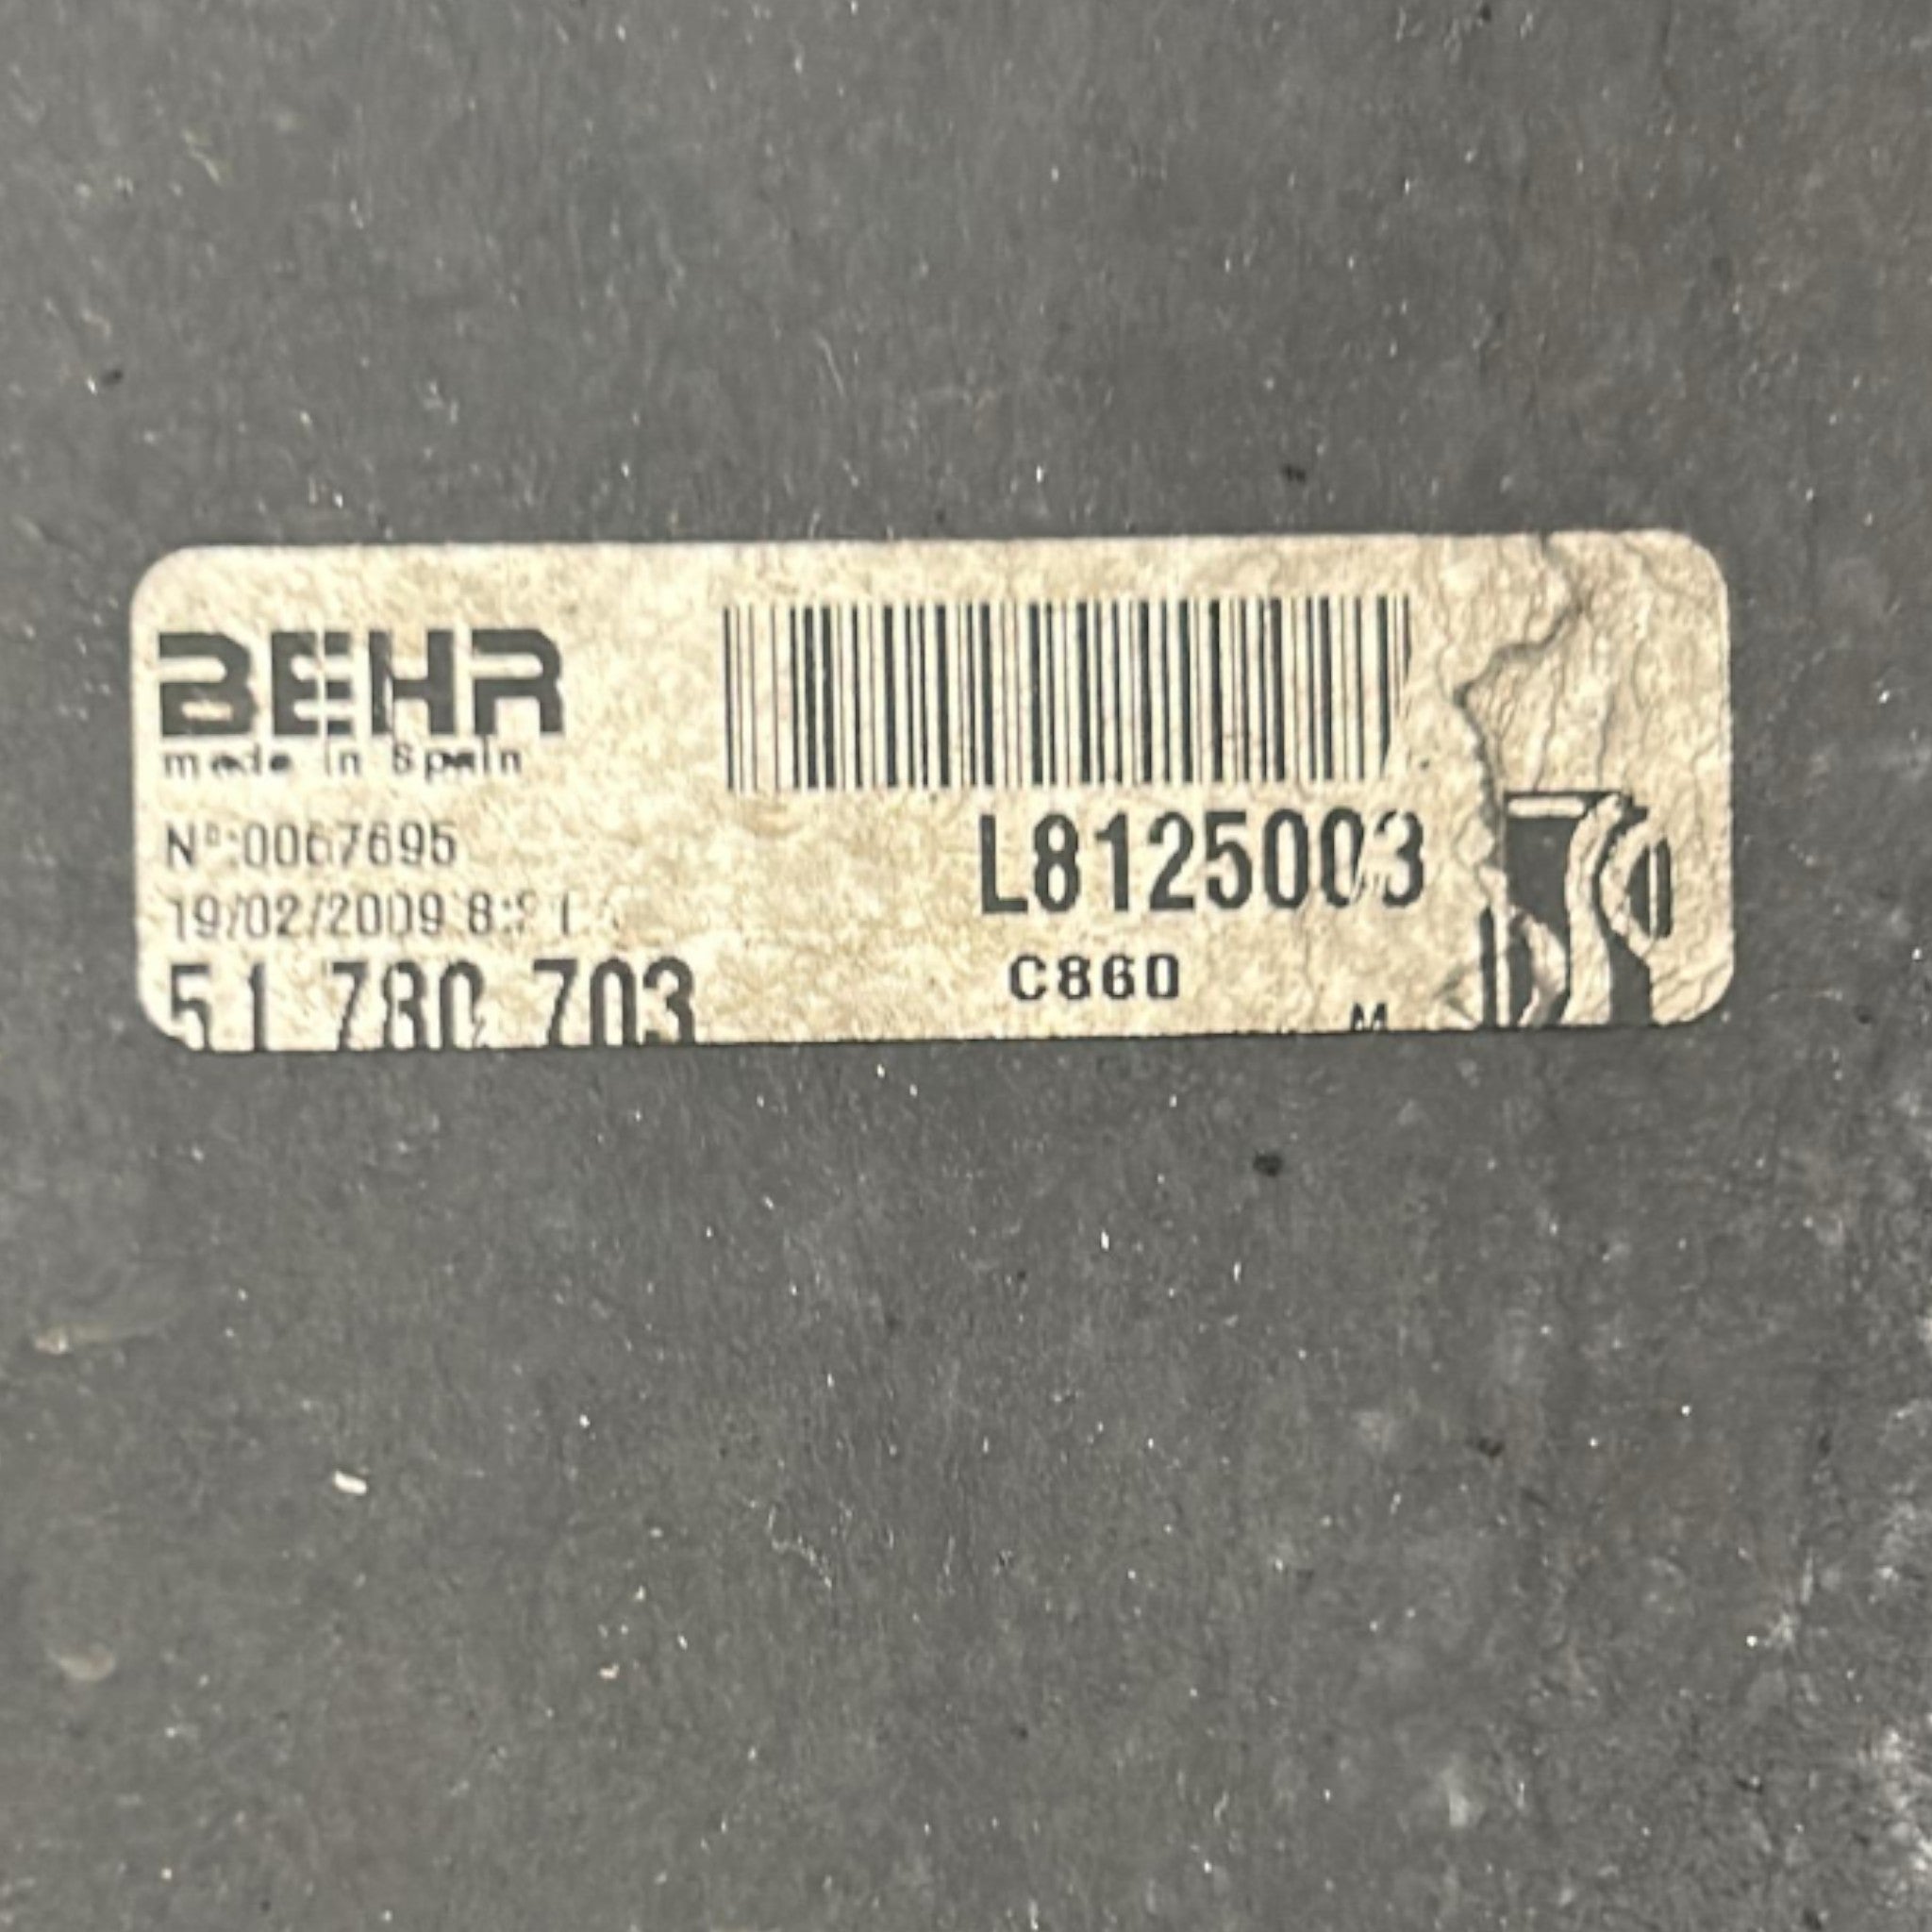 BEHR
made in Spain
Nº:0067695
19/02/2009
51 780 703
L8125003
C860
M